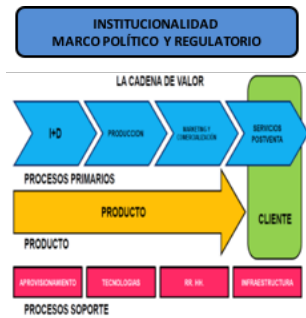 INSTITUCIONALIDAD
MARCO POLÍTICO Y REGULATORIO
LA CADENA DE VALOR
I+D
PRODUCCION
MARKETING Y
COMERCIALIZACIÓN
SERVICIOS
POSTVENTA
PROCESOS PRIMARIOS
PRODUCTO
CLIENTE
PRODUCTO
APROVISIONAMIENTO
TECNOLOGIAS
RR. HH.
INFRAESTRUCTURA
PROCESOS SOPORTE